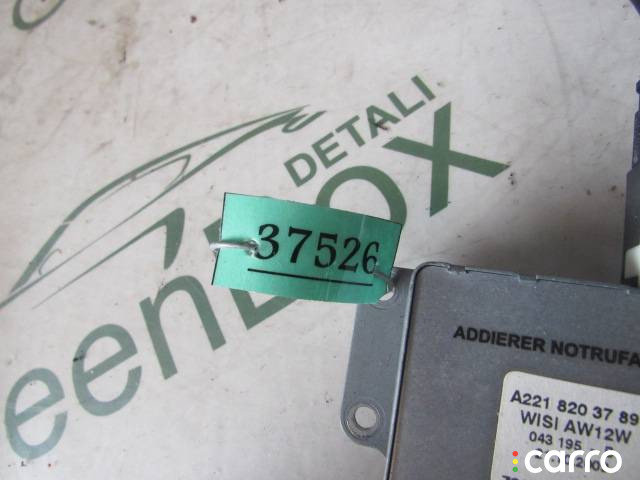 DETALI
eenBOX
37526
ADDIERER NOTRUFA
A221 820 37 89
WISI AW12W
043 195
carro